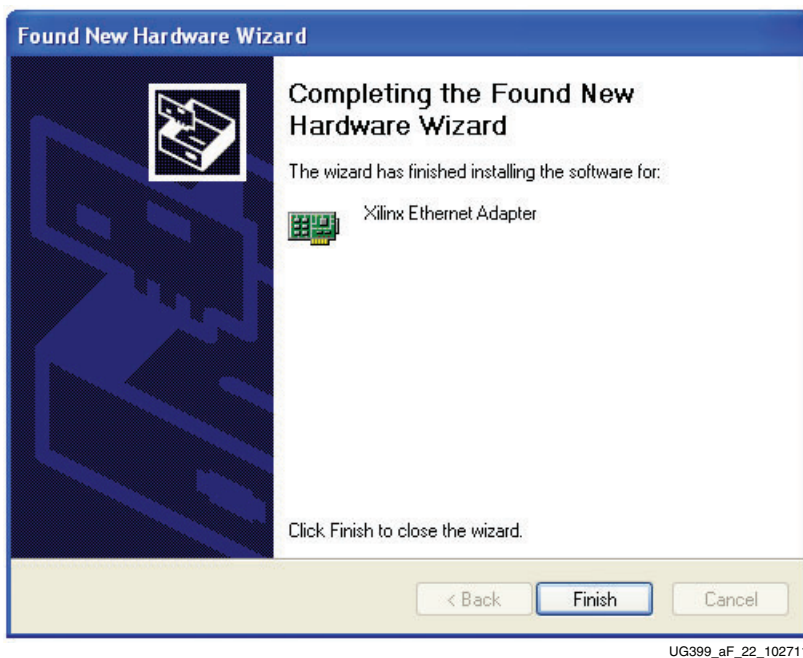 Found New Hardware Wizard
Completing the Found New
Hardware Wizard
The wizard has finished installing the software for:
Xilinx Ethernet Adapter
Click Finish to close the wizard.
< Back
Finish
Cancel
UG399_aF_22_102711